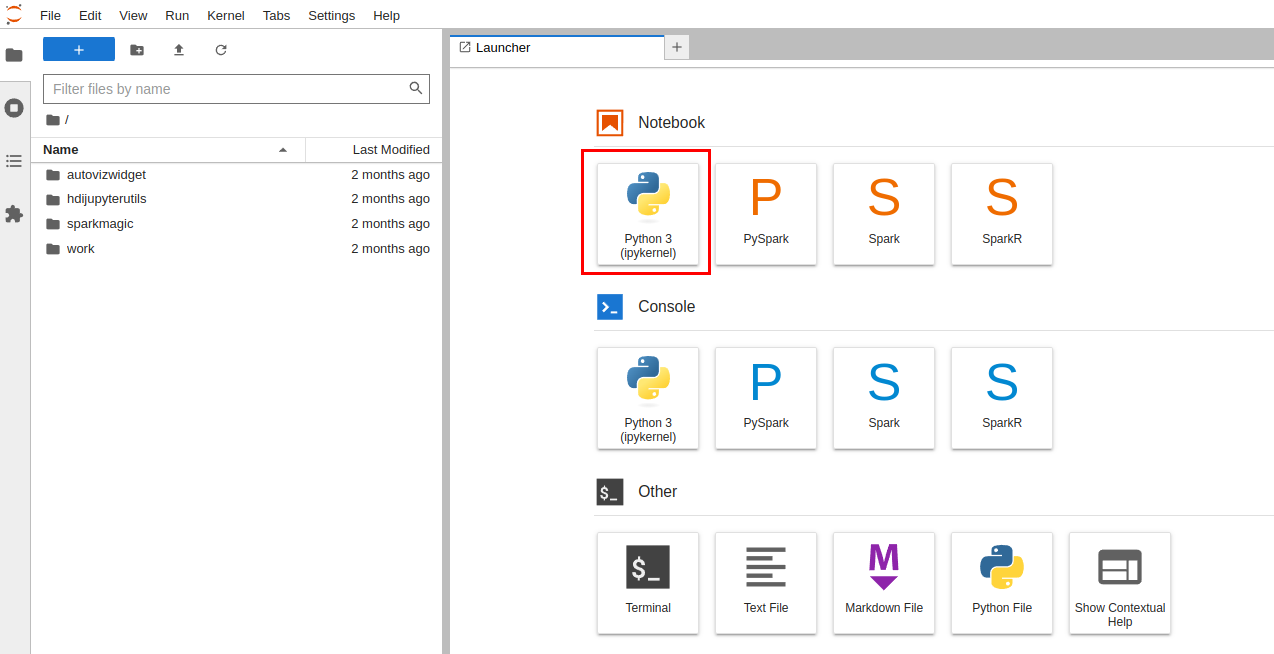 File Edit View Run Kernel Tabs Settings Help
Launcher
Filter files by name
/
Name Last Modified
autovizwidget 2 months ago
hdijupyterutils 2 months ago
sparkmagic 2 months ago
work 2 months ago
Notebook
Python 3
(ipykernel)
P
PySpark
S
Spark
S
SparkR
Console
Python 3
(ipykernel)
P
PySpark
S
Spark
S
SparkR
$_
Other
$_
Terminal
Text File
M
Markdown File
Python File
Show Contextual
Help